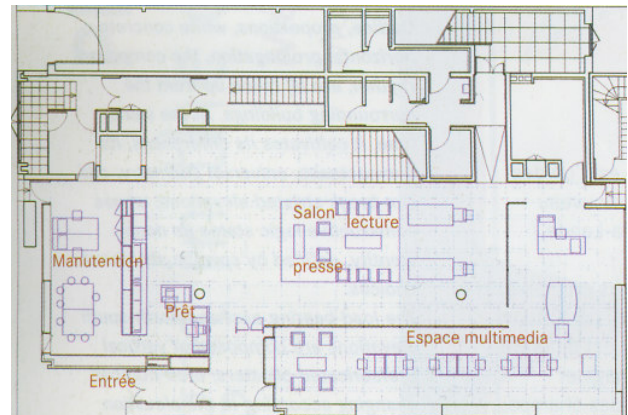 Salon
lecture
presse
Manutention
Prêt
Espace multimedia
Entrée